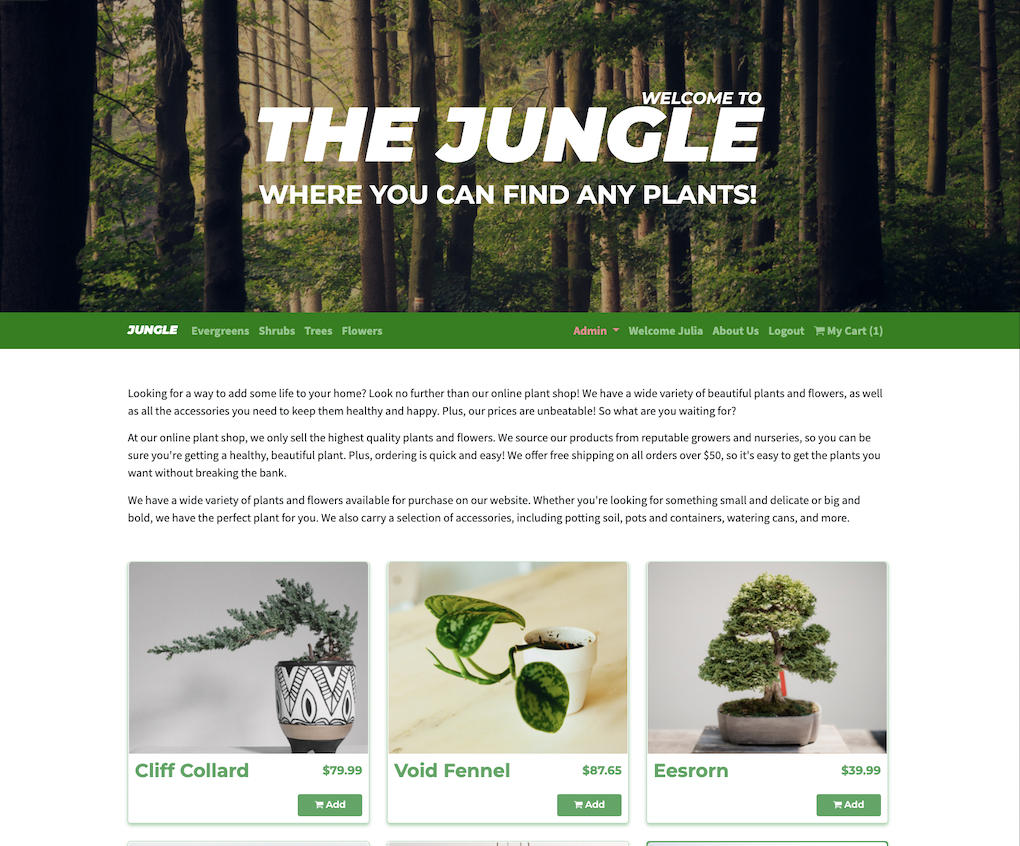 WELCOME TO
THE JUNGLE
WHERE YOU CAN FIND ANY PLANTS!
JUNGLE Evergreens Shrubs Trees Flowers Admin Welcome Julia About Us Logout My Cart (1)
Looking for a way to add some life to your home? Look no further than our online plant shop! We have a wide variety of beautiful plants and flowers, as well
as all the accessories you need to keep them healthy and happy. Plus, our prices are unbeatable! So what are you waiting for?
At our online plant shop, we only sell the highest quality plants and flowers. We source our products from reputable growers and nurseries, so you can be
sure you're getting a healthy, beautiful plant. Plus, ordering is quick and easy! We offer free shipping on all orders over $50, so it's easy to get the plants you
want without breaking the bank.
We have a wide variety of plants and flowers available for purchase on our website. Whether you're looking for something small and delicate or big and
bold, we have the perfect plant for you. We also carry a selection of accessories, including potting soil, pots and containers, watering cans, and more.
Cliff Collard $79.99
Add
Void Fennel $87.65
Add
Eesrorn $39.99
Add